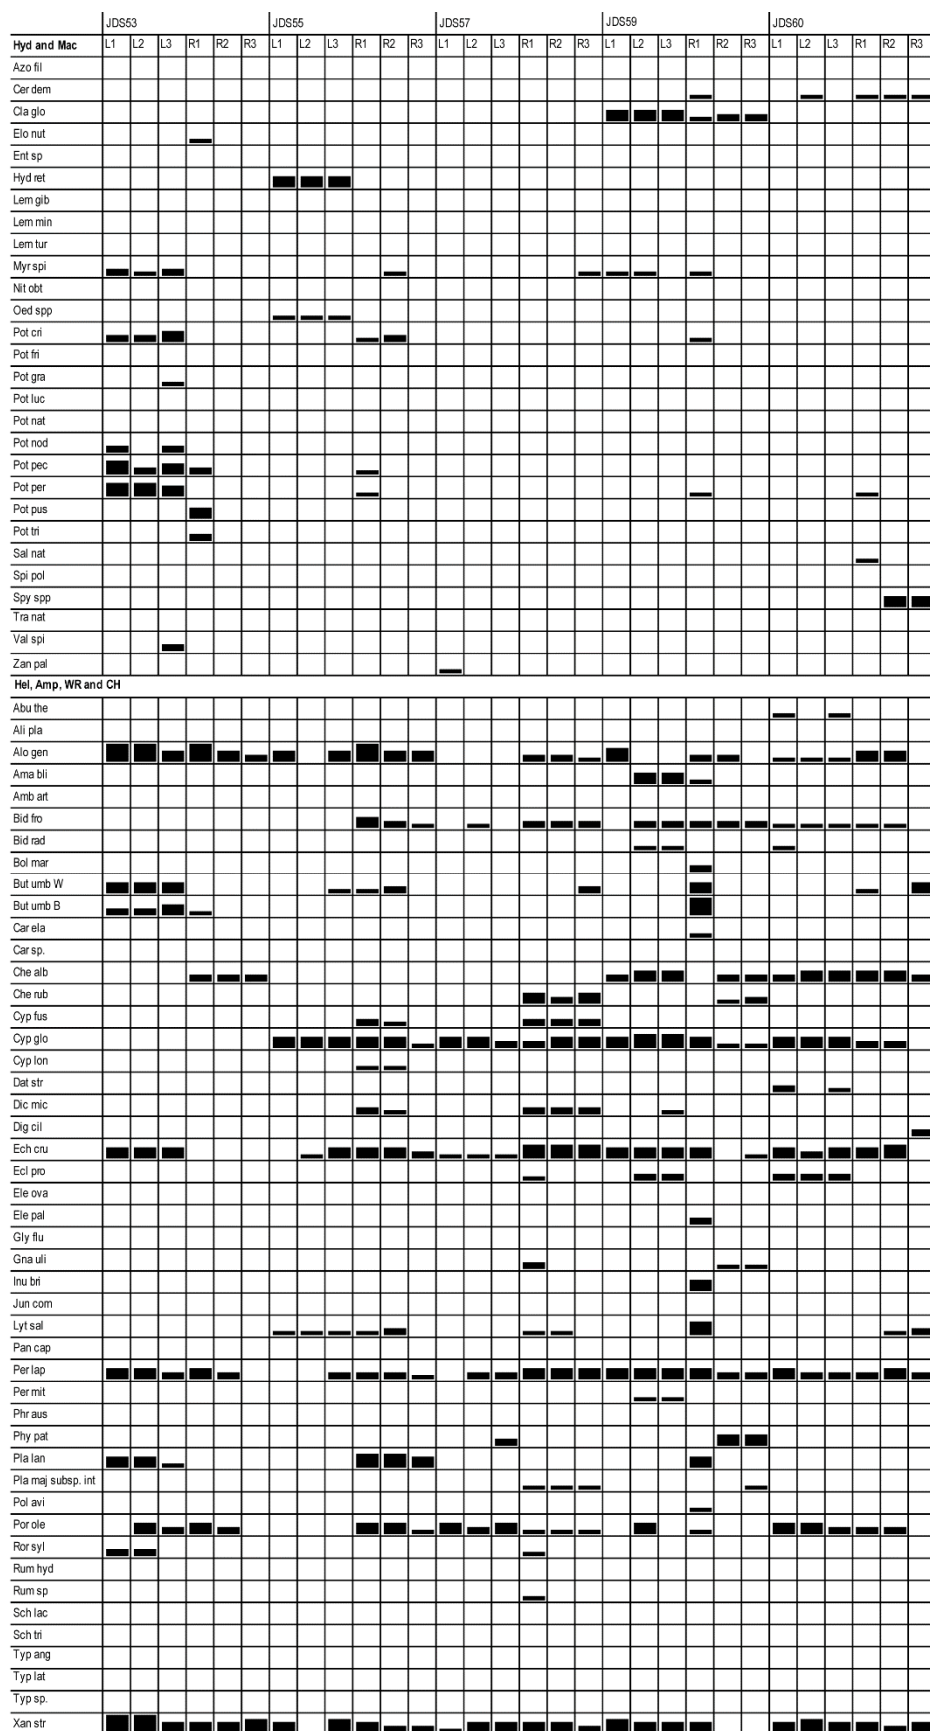 JDS53 JDS55 JDS57 JDS59 JDS60
Hyd and Mac L1 L2 L3 R1 R2 R3 L1 L2 L3 R1 R2 R3 L1 L2 L3 R1 R2 R3 L1 L2 L3 R1 R2 R3 L1 L2 L3 R1 R2 R3
Azo fil
Cer dem
Cla glo
Elo nut
Ent sp
Hyd ret
Lem gib
Lem min
Lem tur
Myr spi
Nit obt
Oed spp
Pot cri
Pot fri
Pot gra
Pot luc
Pot nat
Pot nod
Pot pec
Pot per
Pot pus
Pot tri
Sal nat
Spi pol
Spy spp
Tra nat
Val spi
Zan pal
Hel, Amp, WR and CH
Abu the
Ali pla
Alo gen
Ama bli
Amb art
Bid fro
Bid rad
Bol mar
But umb W
But umb B
Car ela
Car sp.
Che alb
Che rub
Cyp fus
Cyp glo
Cyp lon
Dat str
Dic mic
Dig cil
Ech cru
Ecl pro
Ele ova
Ele pal
Gly flu
Gna uli
Inu bri
Jun com
Lyt sal
Pan cap
Per lap
Per mit
Phr aus
Phy pat
Pla lan
Pla maj subsp. int
Pol avi
Por ole
Ror syl
Rum hyd
Rum sp
Sch lac
Sch tri
Typ ang
Typ lat
Typ sp.
Xan str